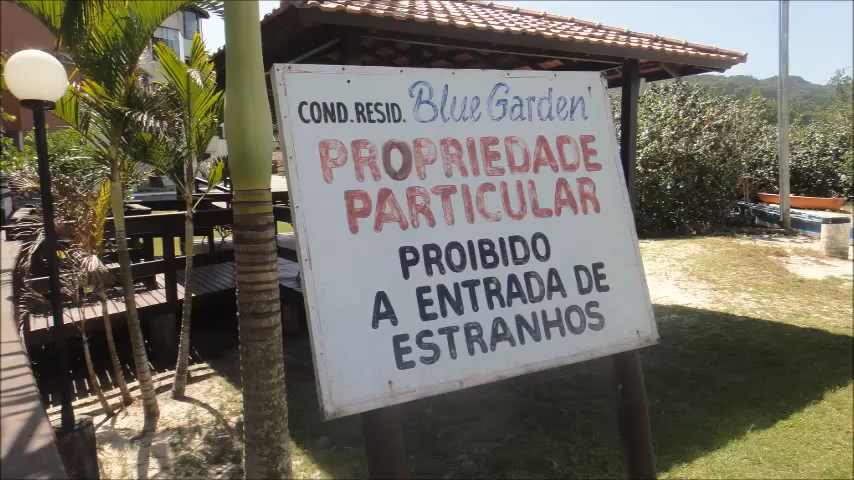 COND.RESID. Blue Garden
PROPRIEDADE
PARTICULAR
PROIBIDO
A ENTRADA DE
ESTRANHOS